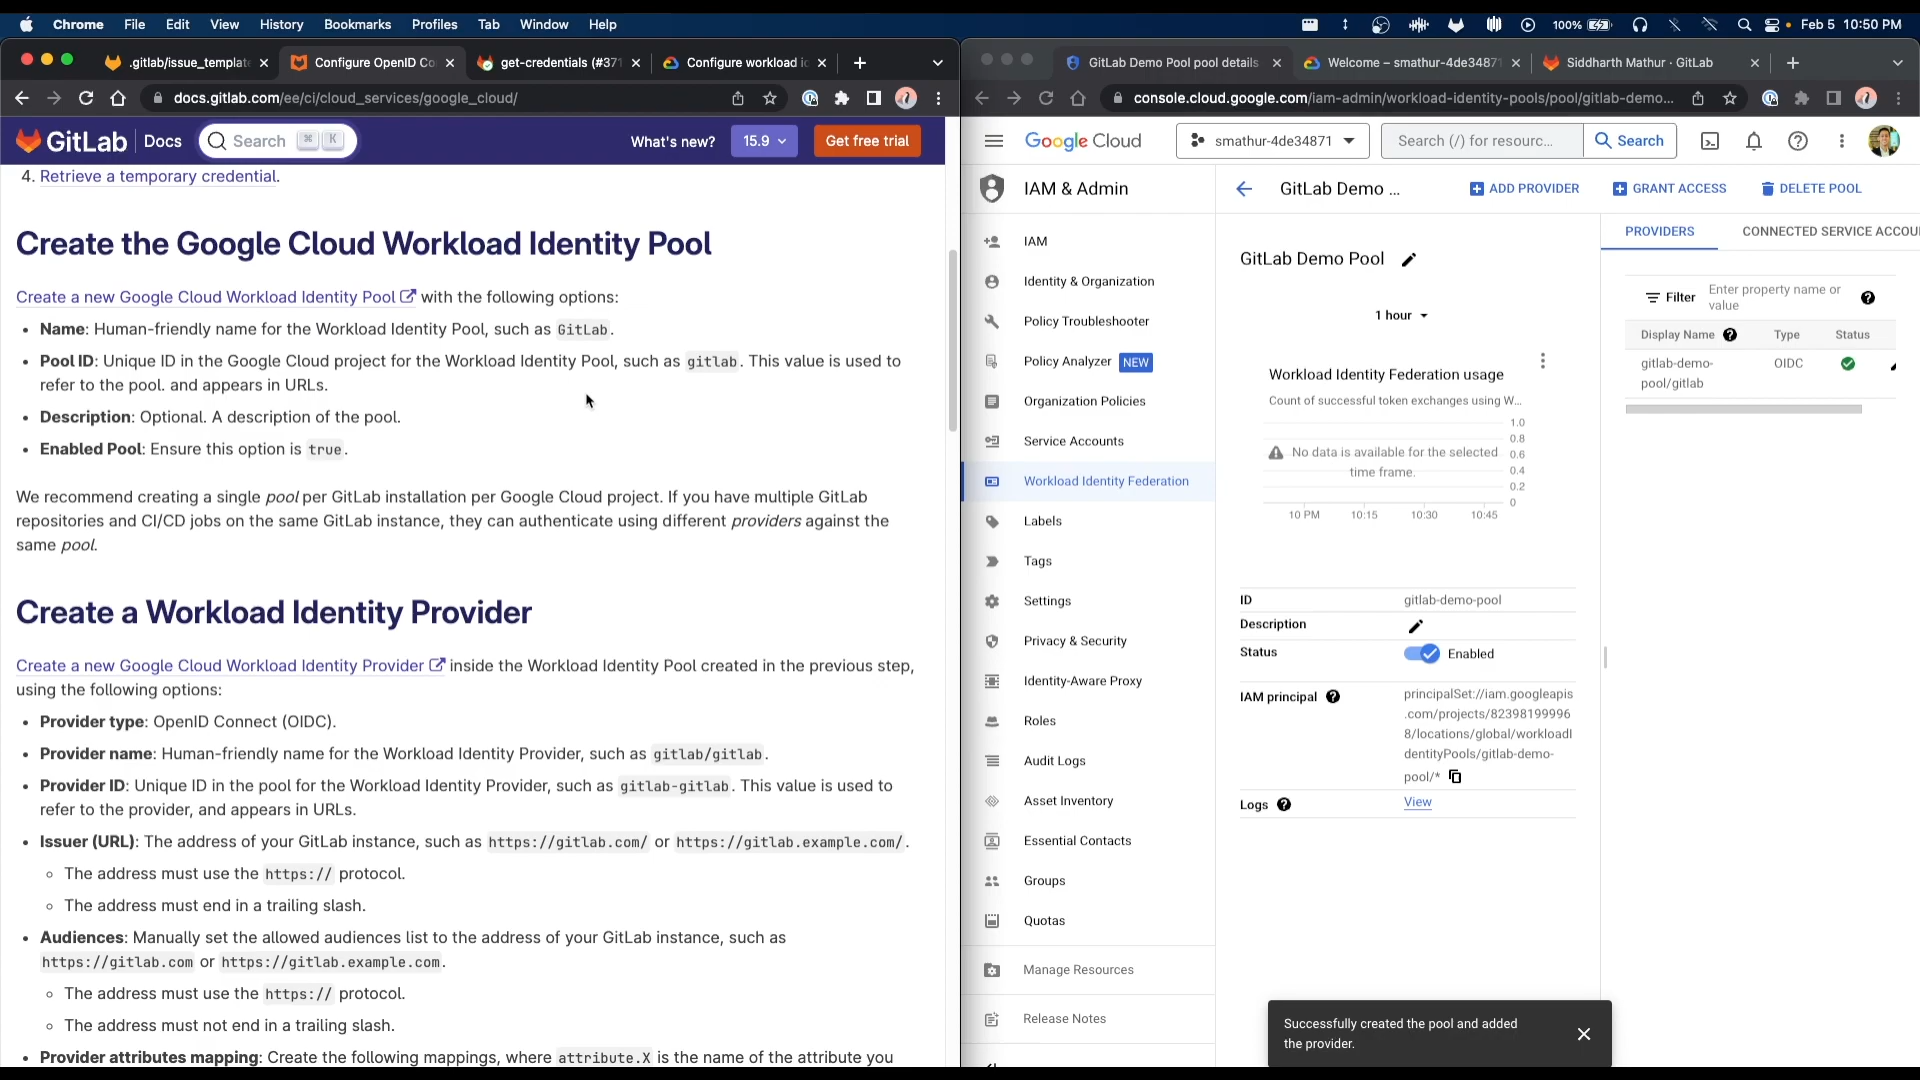 Chrome File Edit View History Bookmarks Profiles Tab Window Help
100% Feb 5 10:50 PM
.gitlab/issue_template
Configure OpenID Co
get-credentials (#371
Configure workload i
docs.gitlab.com/ee/ci/cloud_services/google_cloud/
GitLab Docs
Search ⌘ K
What's new?
15.9
Get free trial
4. Retrieve a temporary credential.
Create the Google Cloud Workload Identity Pool
Create a new Google Cloud Workload Identity Pool with the following options:
• Name: Human-friendly name for the Workload Identity Pool, such as GitLab.
• Pool ID: Unique ID in the Google Cloud project for the Workload Identity Pool, such as gitlab. This value is used to
refer to the pool. and appears in URLs.
• Description: Optional. A description of the pool.
• Enabled Pool: Ensure this option is true.
We recommend creating a single pool per GitLab installation per Google Cloud project. If you have multiple GitLab
repositories and CI/CD jobs on the same GitLab instance, they can authenticate using different providers against the
same pool.
Create a Workload Identity Provider
Create a new Google Cloud Workload Identity Provider inside the Workload Identity Pool created in the previous step,
using the following options:
• Provider type: OpenID Connect (OIDC).
• Provider name: Human-friendly name for the Workload Identity Provider, such as gitlab/gitlab.
• Provider ID: Unique ID in the pool for the Workload Identity Provider, such as gitlab-gitlab. This value is used to
refer to the provider, and appears in URLs.
• Issuer (URL): The address of your GitLab instance, such as https://gitlab.com/ or https://gitlab.example.com/.
◦ The address must use the https:// protocol.
◦ The address must end in a trailing slash.
• Audiences: Manually set the allowed audiences list to the address of your GitLab instance, such as
https://gitlab.com or https://gitlab.example.com.
◦ The address must use the https:// protocol.
◦ The address must not end in a trailing slash.
• Provider attributes mapping: Create the following mappings, where attribute.X is the name of the attribute you
GitLab Demo Pool pool details
Welcome – smathur-4de34871
Siddharth Mathur · GitLab
console.cloud.google.com/iam-admin/workload-identity-pools/pool/gitlab-demo...
Google Cloud
smathur-4de34871
Search (/) for resourc...
Search
IAM & Admin
IAM
Identity & Organization
Policy Troubleshooter
Policy Analyzer NEW
Organization Policies
Service Accounts
Workload Identity Federation
Labels
Tags
Settings
Privacy & Security
Identity-Aware Proxy
Roles
Audit Logs
Asset Inventory
Essential Contacts
Groups
Quotas
Manage Resources
Release Notes
GitLab Demo ...
ADD PROVIDER
GRANT ACCESS
DELETE POOL
GitLab Demo Pool
1 hour
Workload Identity Federation usage
Count of successful token exchanges using W...
1.0
0.8
0.6
0.4
0.2
0
No data is available for the selected
time frame.
10 PM 10:15 10:30 10:45
ID gitlab-demo-pool
Description
Status Enabled
IAM principal principalSet://iam.googleapis
.com/projects/82398199996
8/locations/global/workloadI
dentityPools/gitlab-demo-
pool/*
Logs View
PROVIDERS
CONNECTED SERVICE ACCOU
Filter Enter property name or
value
Display Name Type Status
gitlab-demo-
pool/gitlab
OIDC
Successfully created the pool and added
the provider.